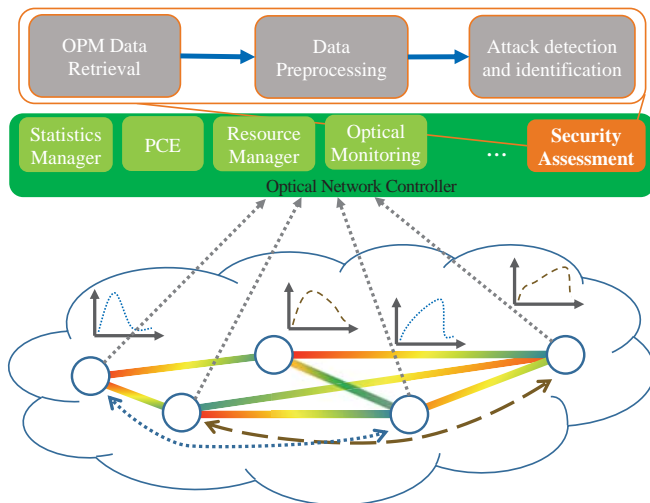 OPM Data
Retrieval
Data
Preprocessing
Attack detection
and identification
Statistics
Manager
PCE
Resource
Manager
Optical
Monitoring
...
Security
Assessment
Optical Network Controller